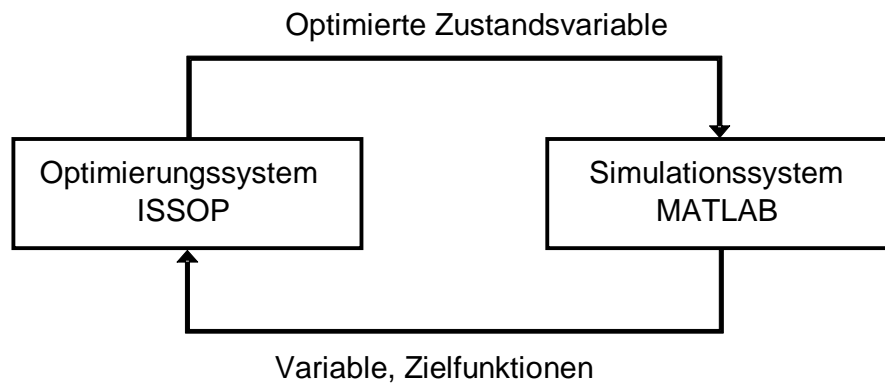 Optimierte Zustandsvariable
Optimierungssystem
ISSOP
Simulationssystem
MATLAB
Variable, Zielfunktionen